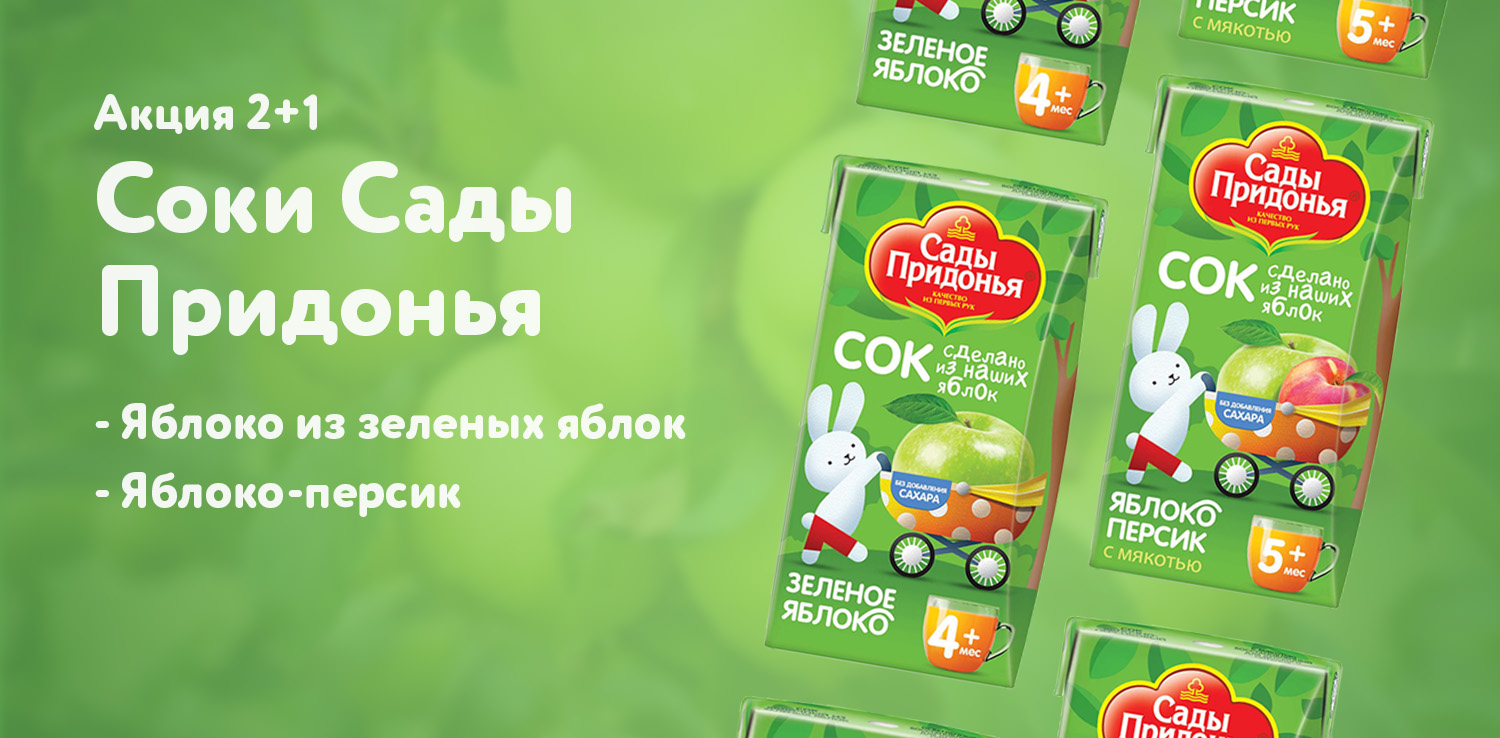 Акция 2+1
Соки Сады
Придонья
- Яблоко из зеленых яблок
- Яблоко-персик
ЗЕЛЕНОЕ
ЯБЛОКО
4+
мес
ПЕРСИК
С МЯКОТЬЮ
5+
мес
Сады
Придонья
КАЧЕСТВО
ИЗ ПЕРВЫХ РУК
СОК
сделано
из наших
яблок
БЕЗ ДОБАВЛЕНИЯ
САХАРА
ЗЕЛЕНОЕ
ЯБЛОКО
4+
мес
Сады
Придонья
КАЧЕСТВО
ИЗ ПЕРВЫХ РУК
СОК
сделано
из наших
яблок
БЕЗ ДОБАВЛЕНИЯ
САХАРА
ЯБЛОКО
ПЕРСИК
С МЯКОТЬЮ
5+
мес
Сады